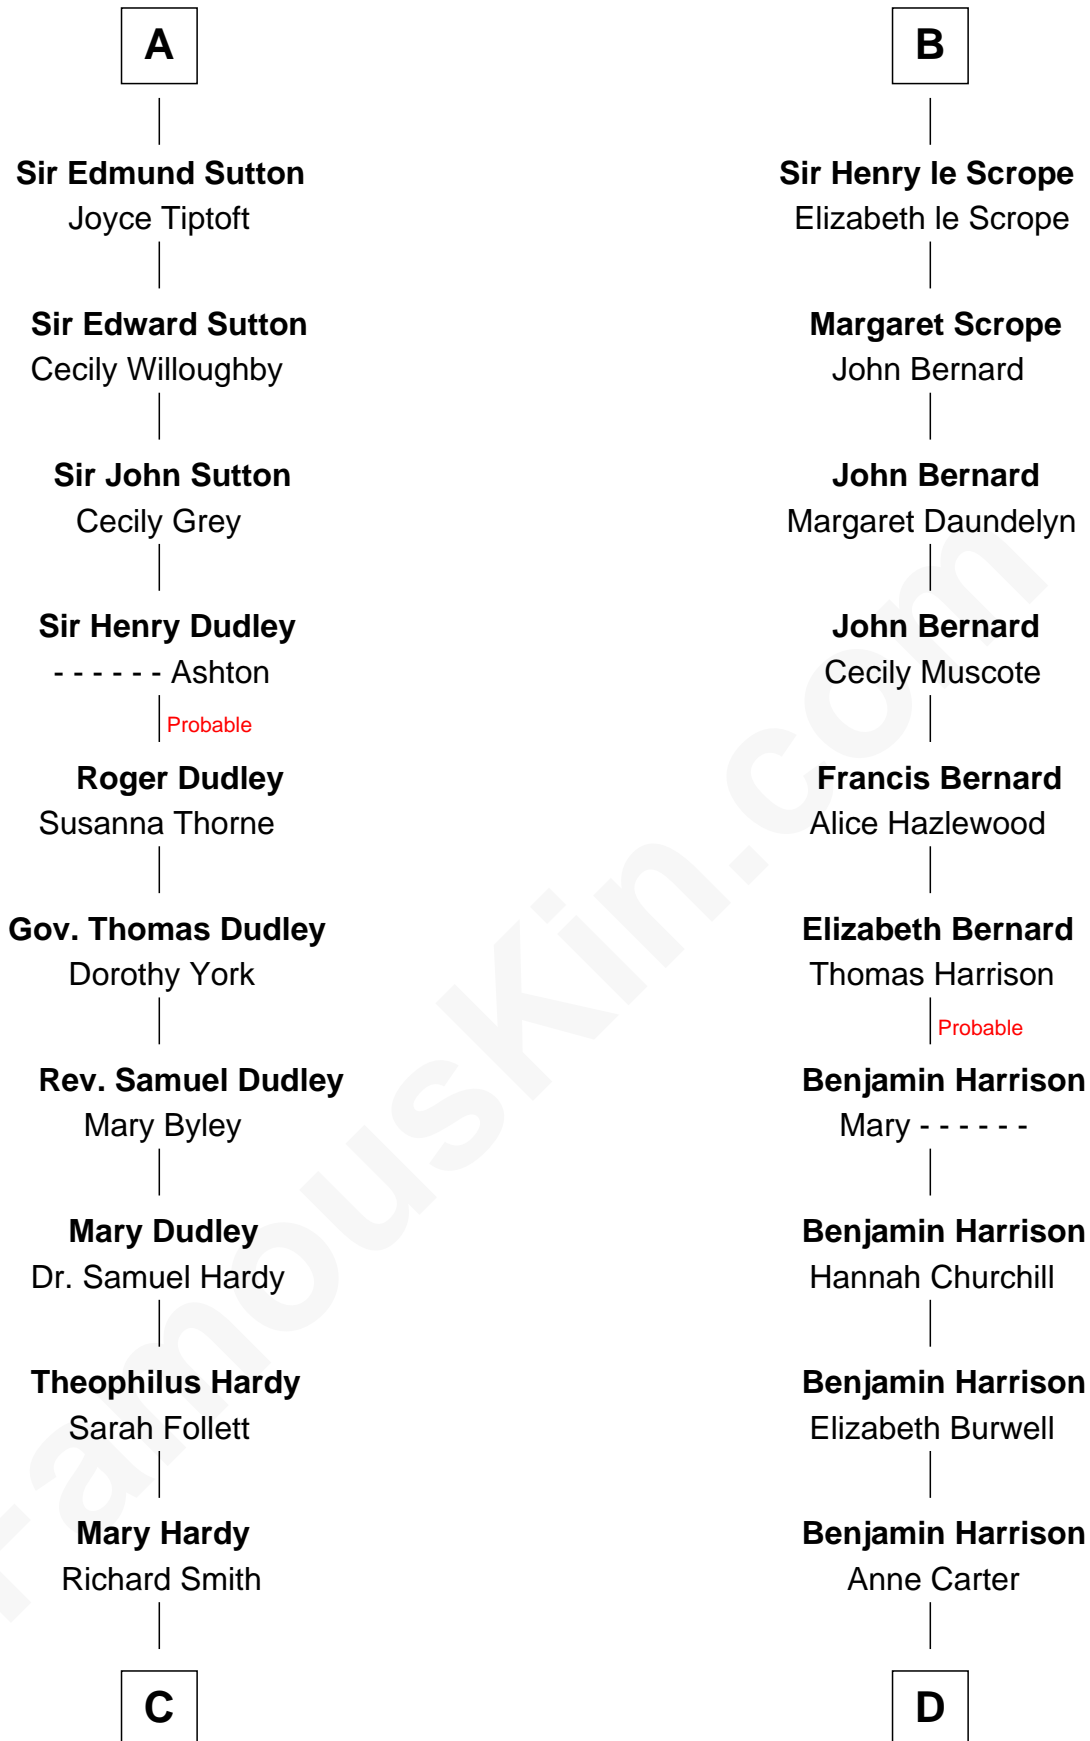 A
Sir Edmund Sutton
Joyce Tiptoft
Sir Edward Sutton
Cecily Willoughby
Sir John Sutton
Cecily Grey
Sir Henry Dudley
- - - - - - Ashton
Probable
Roger Dudley
Susanna Thorne
Gov. Thomas Dudley
Dorothy York
Rev. Samuel Dudley
Mary Byley
Mary Dudley
Dr. Samuel Hardy
Theophilus Hardy
Sarah Follett
Mary Hardy
Richard Smith
C
B
Sir Henry le Scrope
Elizabeth le Scrope
Margaret Scrope
John Bernard
John Bernard
Margaret Daundelyn
John Bernard
Cecily Muscote
Francis Bernard
Alice Hazlewood
Elizabeth Bernard
Thomas Harrison
Probable
Benjamin Harrison
Mary - - - - - -
Benjamin Harrison
Hannah Churchill
Benjamin Harrison
Elizabeth Burwell
Benjamin Harrison
Anne Carter
D
FamousKin.com